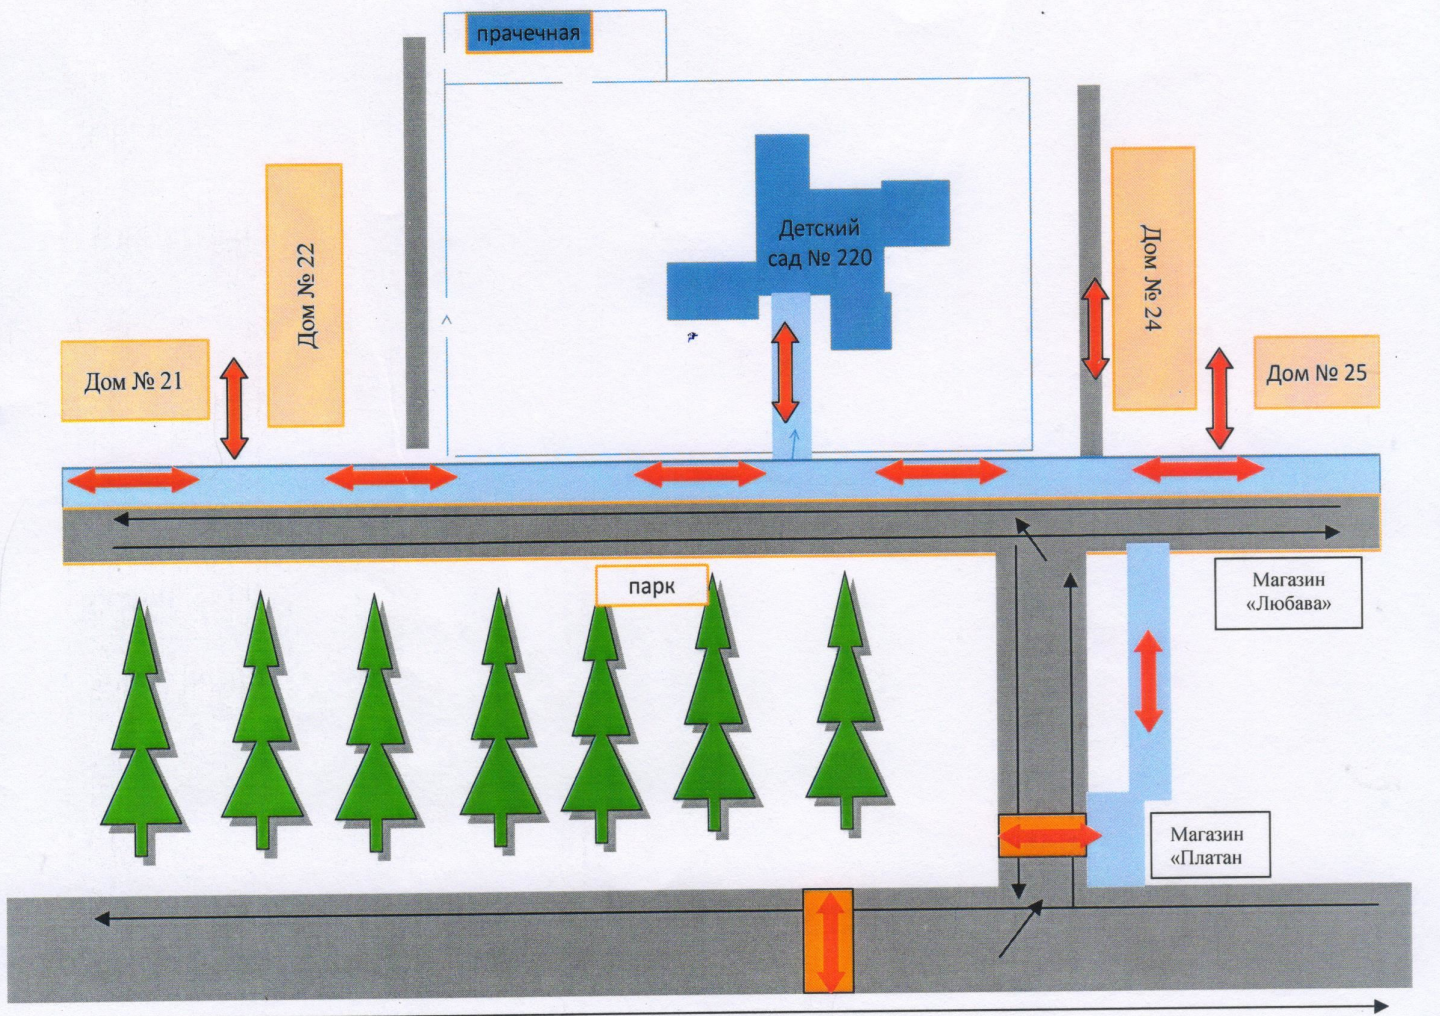 прачечная
Детский
сад № 220
Дом № 22
Дом № 24
Дом № 21
Дом № 25
парк
Магазин
«Любава»
Магазин
«Платан